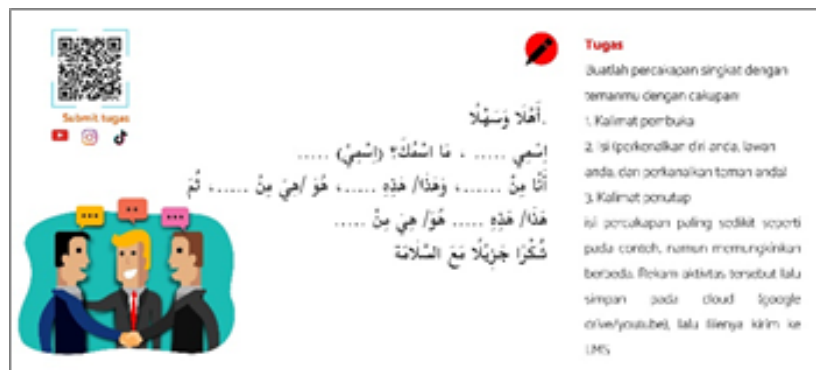 Submit tugas
أَهْلًا وَسَهْلًا.
اِسْمِي ..... ، مَا اسْمُكَ؟ (اِسْمِيْ) .....
أَنَا مِنْ ......، وَهَذَا/ هَذِهِ ......، هُوَ /هِيَ مِنْ ......، ثُمَّ
هَذَا/ هَذِهِ ..... هُوَ/ هِيَ مِنْ .....
شُكْرًا جَزِيْلًا مَعَ السَّلَامَة
Tugas
Buatlah percakapan singkat dengan
temanmu dengan cakupan
1. Kalimat pembuka
2. Isi (perkenalkan diri anda, lawan
anda, dan perkenalkan teman anda)
3. Kalimat penutup
isi percakapan paling sedikit seperti
pada contoh, namun memungkinkan
berbeda. Rekam aktivitas tersebut lalu
simpan pada cloud (google
drive/youtube), lalu filenya kirim ke
LMS